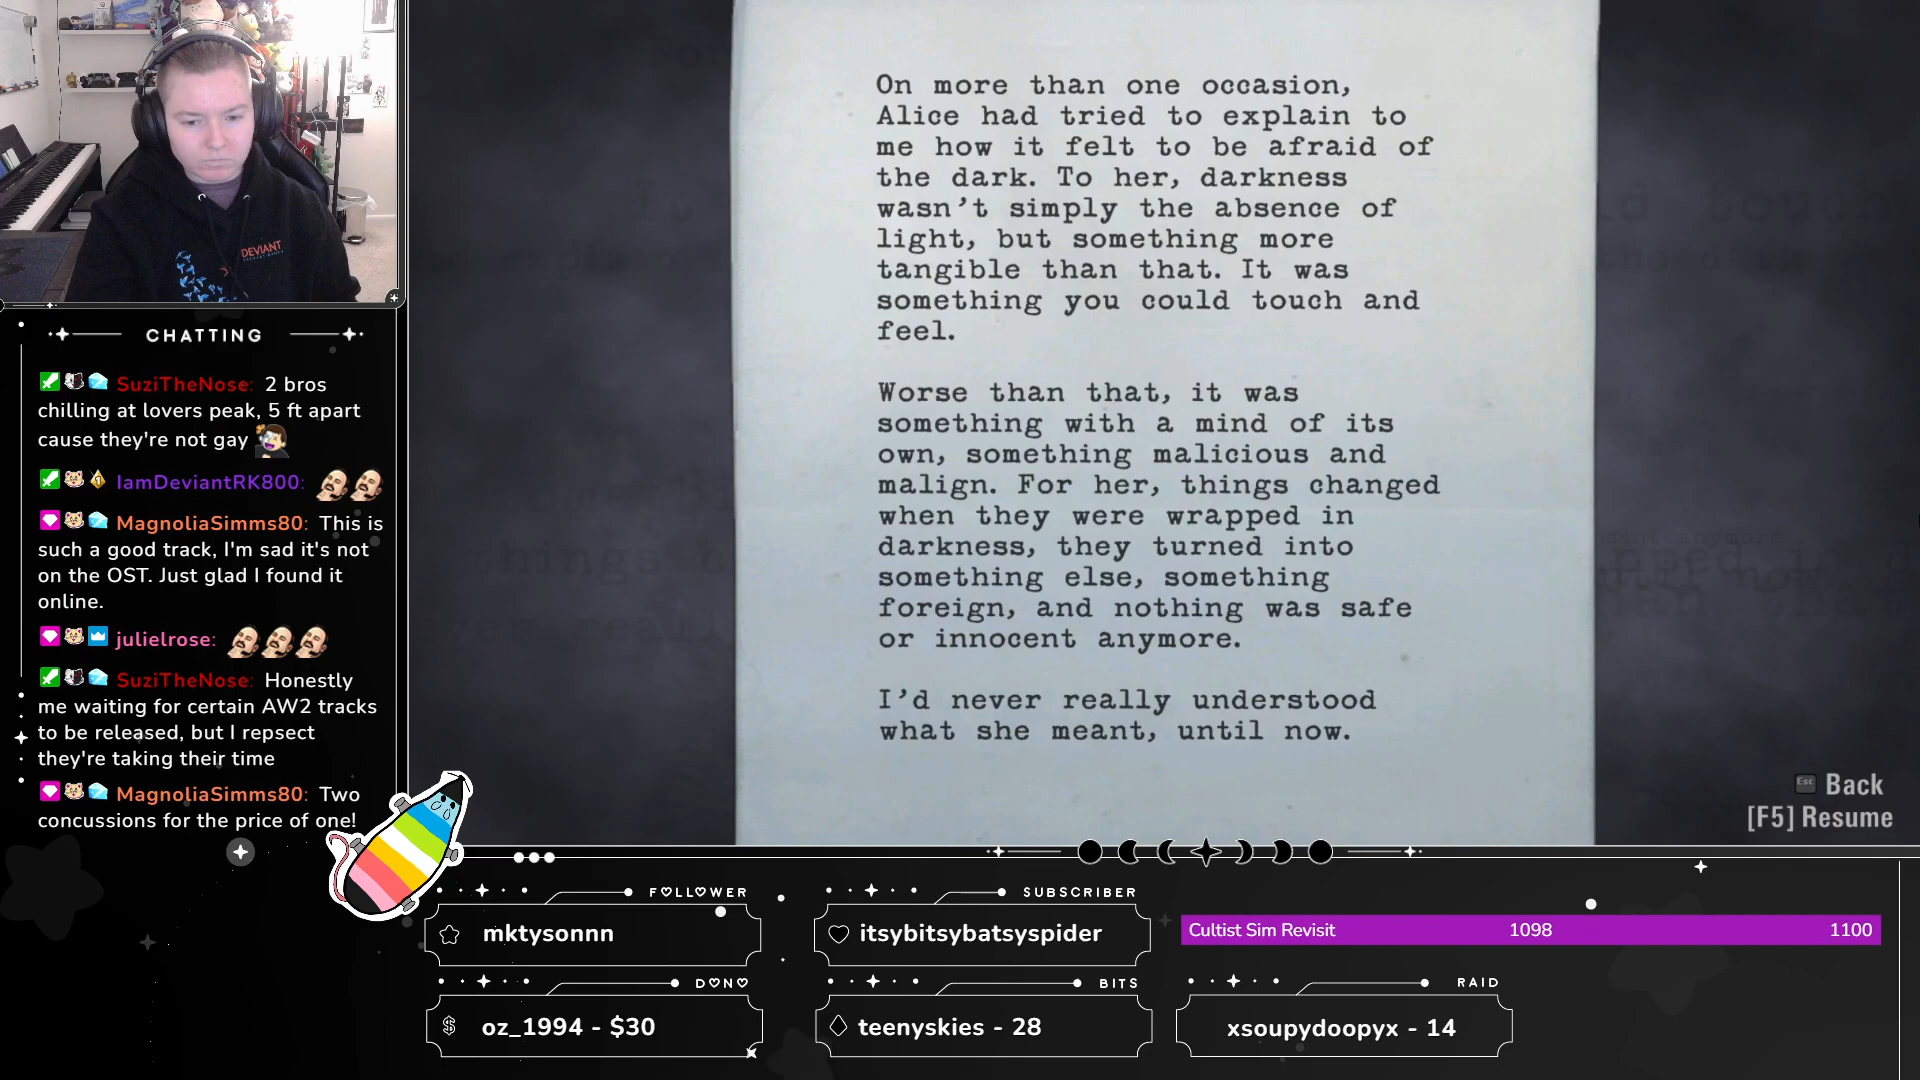 On more than one occasion,
Alice had tried to explain to
me how it felt to be afraid of
the dark. To her, darkness
wasn't simply the absence of
light, but something more
tangible than that. It was
something you could touch and
feel.
Worse than that, it was
something with a mind of its
own, something malicious and
malign. For her, things changed
when they were wrapped in
darkness, they turned into
something else, something
foreign, and nothing was safe
or innocent anymore.
I'd never really understood
what she meant, until now.
Esc Back
[F5] Resume
DEVIANT
CHATTING
SuziTheNose: 2 bros
chilling at lovers peak, 5 ft apart
cause they're not gay
IamDeviantRK800:
MagnoliaSimms80: This is
such a good track, I'm sad it's not
on the OST. Just glad I found it
online.
julielrose:
SuziTheNose: Honestly
me waiting for certain AW2 tracks
to be released, but I repsect
they're taking their time
MagnoliaSimms80: Two
concussions for the price of one!
FOLLOWER
mktysonnn
SUBSCRIBER
itsybitsybatsyspider
Cultist Sim Revisit 1098 1100
DONO
oz_1994 - $30
BITS
teenyskies - 28
RAID
xsoupydoopyx - 14